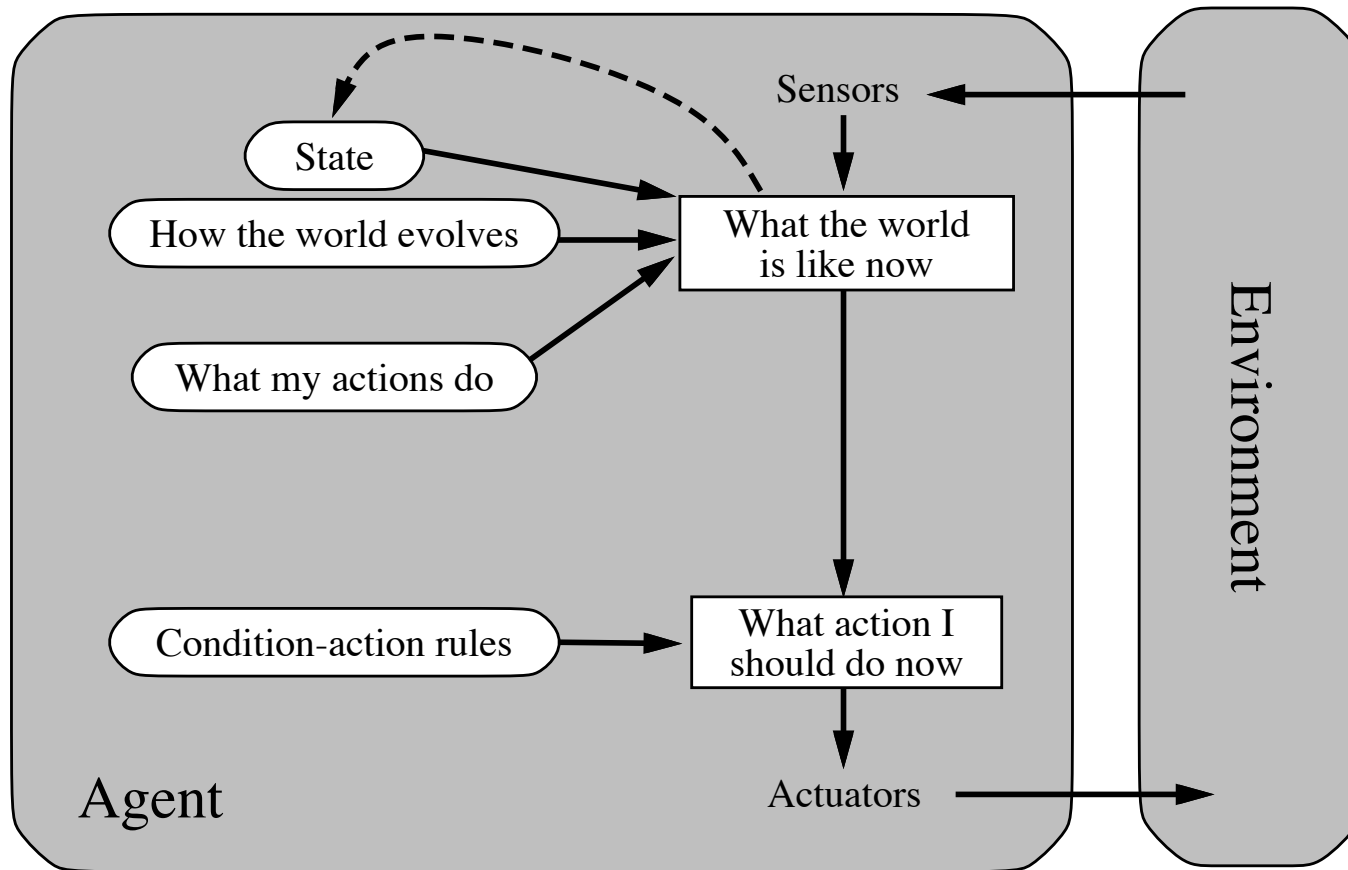 Sensors
State
How the world evolves
What the world
is like now
What my actions do
Environment
Condition-action rules
What action I
should do now
Agent
Actuators